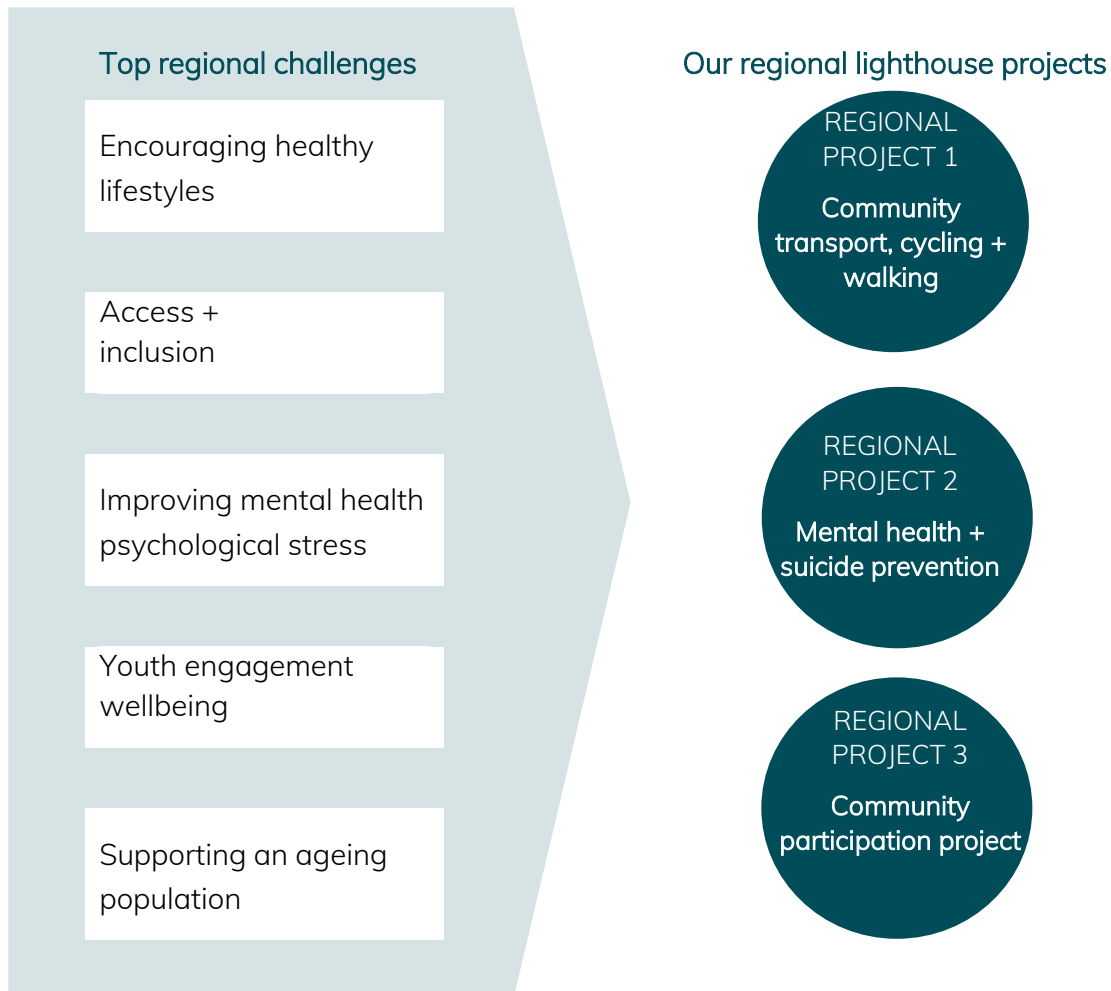 Top regional challenges
Encouraging healthy
lifestyles
Access +
inclusion
Improving mental health
psychological stress
Youth engagement
wellbeing
Supporting an ageing
population
Our regional lighthouse projects
REGIONAL
PROJECT 1
Community
transport, cycling +
walking
REGIONAL
PROJECT 2
Mental health +
suicide prevention
REGIONAL
PROJECT 3
Community
participation project